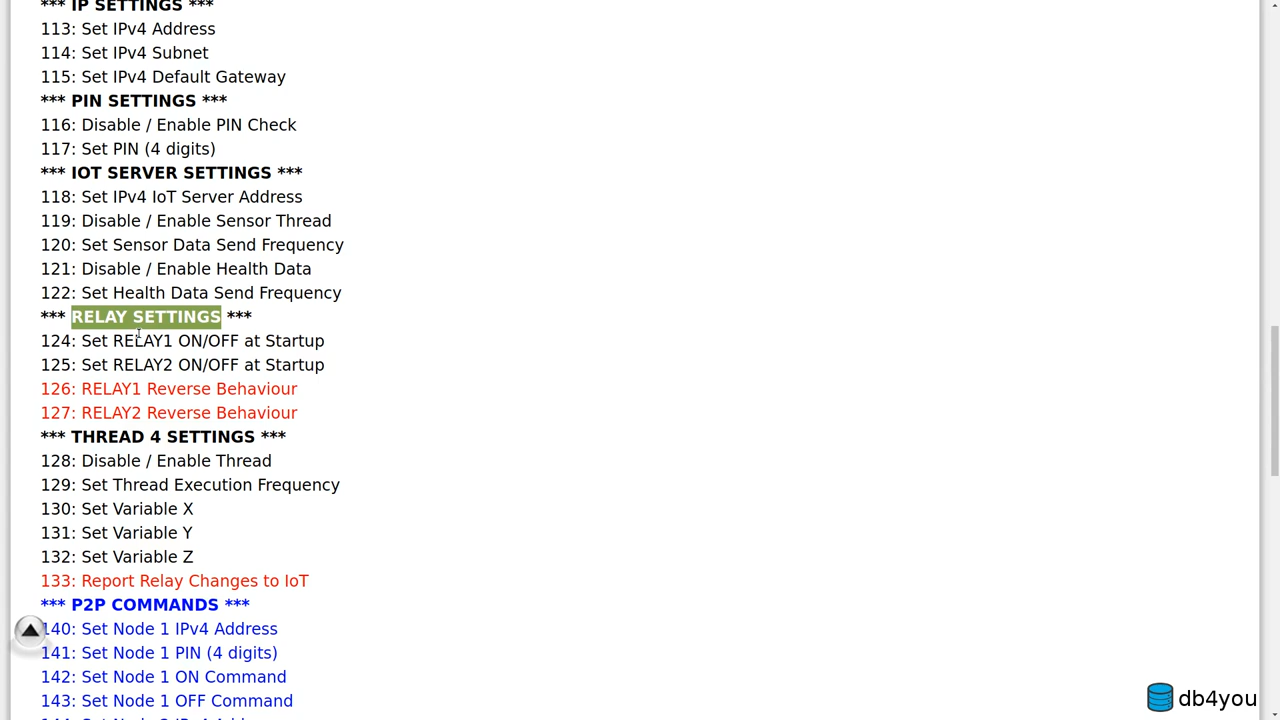 *** IP SETTINGS ***
113: Set IPv4 Address
114: Set IPv4 Subnet
115: Set IPv4 Default Gateway
*** PIN SETTINGS ***
116: Disable / Enable PIN Check
117: Set PIN (4 digits)
*** IOT SERVER SETTINGS ***
118: Set IPv4 IoT Server Address
119: Disable / Enable Sensor Thread
120: Set Sensor Data Send Frequency
121: Disable / Enable Health Data
122: Set Health Data Send Frequency
*** RELAY SETTINGS ***
124: Set RELAY1 ON/OFF at Startup
125: Set RELAY2 ON/OFF at Startup
126: RELAY1 Reverse Behaviour
127: RELAY2 Reverse Behaviour
*** THREAD 4 SETTINGS ***
128: Disable / Enable Thread
129: Set Thread Execution Frequency
130: Set Variable X
131: Set Variable Y
132: Set Variable Z
133: Report Relay Changes to IoT
*** P2P COMMANDS ***
140: Set Node 1 IPv4 Address
141: Set Node 1 PIN (4 digits)
142: Set Node 1 ON Command
143: Set Node 1 OFF Command
db4you